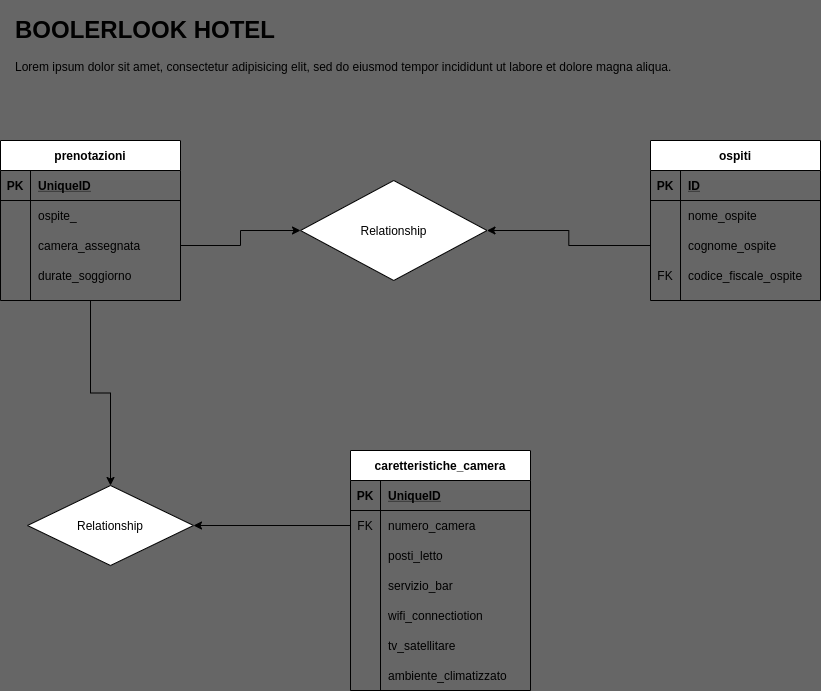 BOOLERLOOK HOTEL
Lorem ipsum dolor sit amet, consectetur adipisicing elit, sed do eiusmod tempor incididunt ut labore et dolore magna aliqua.
prenotazioni
PK UniqueID
ospite_
camera_assegnata
durate_soggiorno
Relationship
ospiti
PK ID
nome_ospite
cognome_ospite
FK codice_fiscale_ospite
Relationship
caretteristiche_camera
PK UniqueID
FK numero_camera
posti_letto
servizio_bar
wifi_connectiotion
tv_satellitare
ambiente_climatizzato